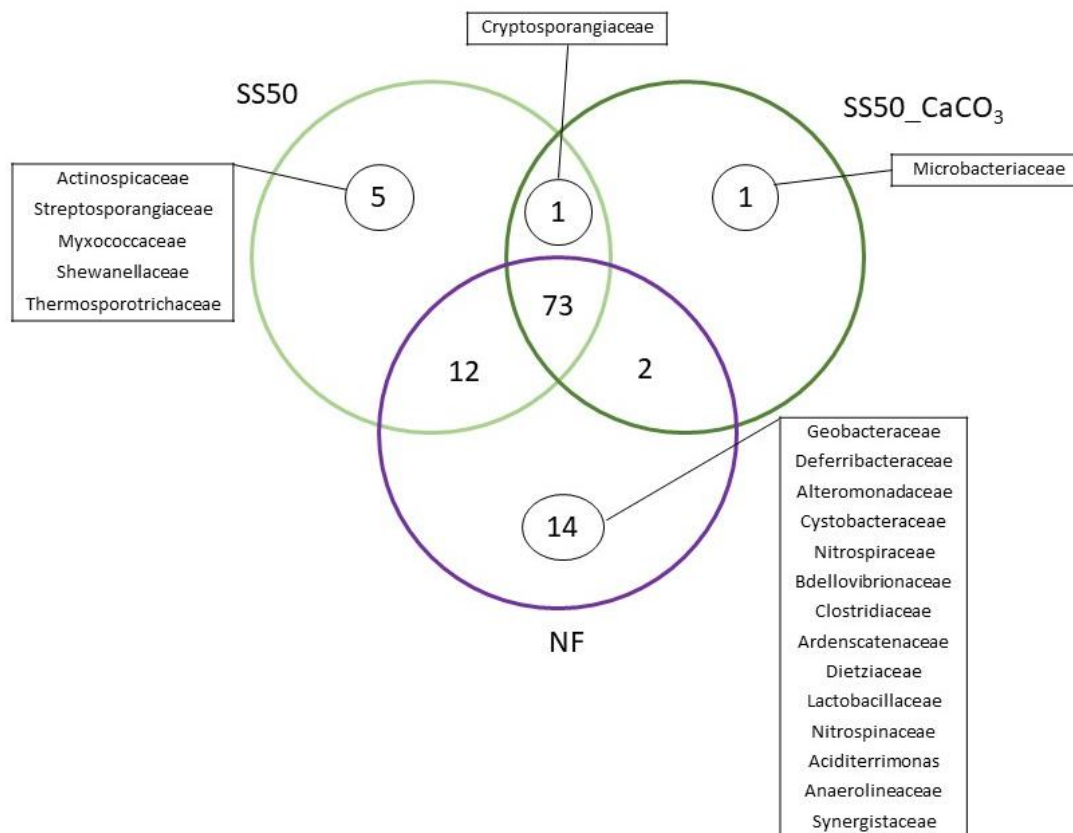 Cryptosporangiaceae
SS50
SS50_CaCO₃
Actinospicaceae
Streptosporangiaceae
Myxococcaceae
Shewanellaceae
Thermosporotrichaceae
5
1
1
Microbacteriaceae
73
12
2
14
NF
Geobacteraceae
Deferribacteraceae
Alteromonadaceae
Cystobacteraceae
Nitrospiraceae
Bdellovibrionaceae
Clostridiaceae
Ardenscatenaceae
Dietziaceae
Lactobacillaceae
Nitrospinaceae
Aciditerrimonas
Anaerolineaceae
Synergistaceae